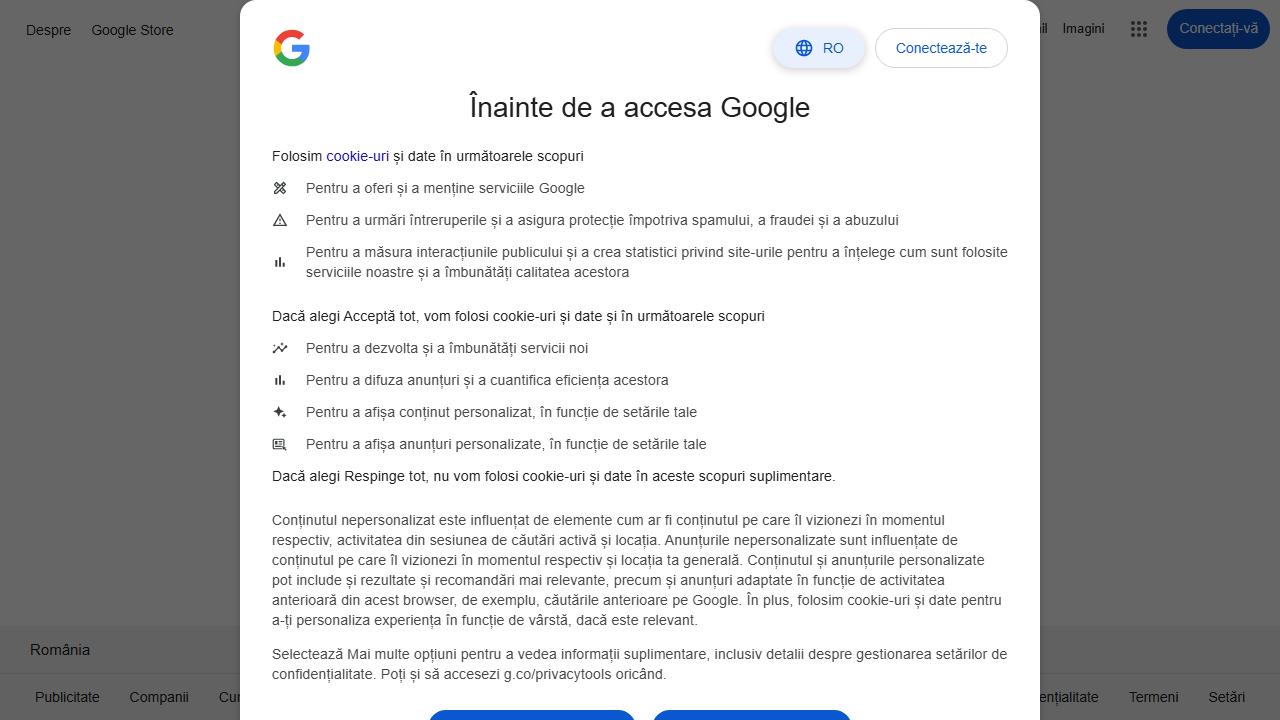 Despre Google Store Imagini Conectați-vă
RO Conectează-te
Înainte de a accesa Google
Folosim cookie-uri și date în următoarele scopuri
Pentru a oferi și a menține serviciile Google
Pentru a urmări întreruperile și a asigura protecție împotriva spamului, a fraudei și a abuzului
Pentru a măsura interacțiunile publicului și a crea statistici privind site-urile pentru a înțelege cum sunt folosite
serviciile noastre și a îmbunătăți calitatea acestora
Dacă alegi Acceptă tot, vom folosi cookie-uri și date și în următoarele scopuri
Pentru a dezvolta și a îmbunătăți servicii noi
Pentru a difuza anunțuri și a cuantifica eficiența acestora
Pentru a afișa conținut personalizat, în funcție de setările tale
Pentru a afișa anunțuri personalizate, în funcție de setările tale
Dacă alegi Respinge tot, nu vom folosi cookie-uri și date în aceste scopuri suplimentare.
Conținutul nepersonalizat este influențat de elemente cum ar fi conținutul pe care îl vizionezi în momentul
respectiv, activitatea din sesiunea de căutări activă și locația. Anunțurile nepersonalizate sunt influențate de
conținutul pe care îl vizionezi în momentul respectiv și locația ta generală. Conținutul și anunțurile personalizate
pot include și rezultate și recomandări mai relevante, precum și anunțuri adaptate în funcție de activitatea
anterioară din acest browser, de exemplu, căutările anterioare pe Google. În plus, folosim cookie-uri și date pentru
a-ți personaliza experiența în funcție de vârstă, dacă este relevant.
Selectează Mai multe opțiuni pentru a vedea informații suplimentare, inclusiv detalii despre gestionarea setărilor de
confidențialitate. Poți și să accesezi g.co/privacytools oricând.
România
Publicitate Companii Termeni Setări